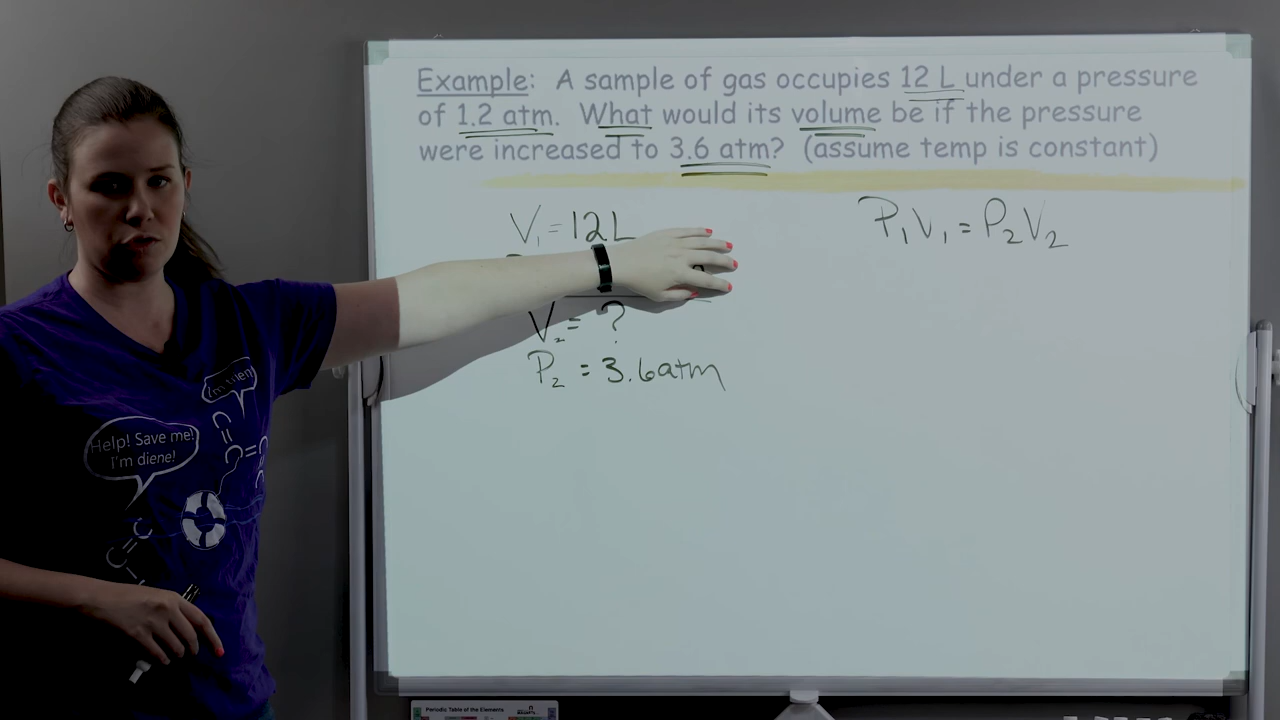 Example: A sample of gas occupies 12 L under a pressure
of 1.2 atm. What would its volume be if the pressure
were increased to 3.6 atm? (assume temp is constant)
V₁ = 12L
P₁V₁ = P₂V₂
V₂ = ?
P₂ = 3.6atm
I'm trien!
Help! Save me!
I'm diene!
C
C
C
C
C
C
Periodic Table of the Elements